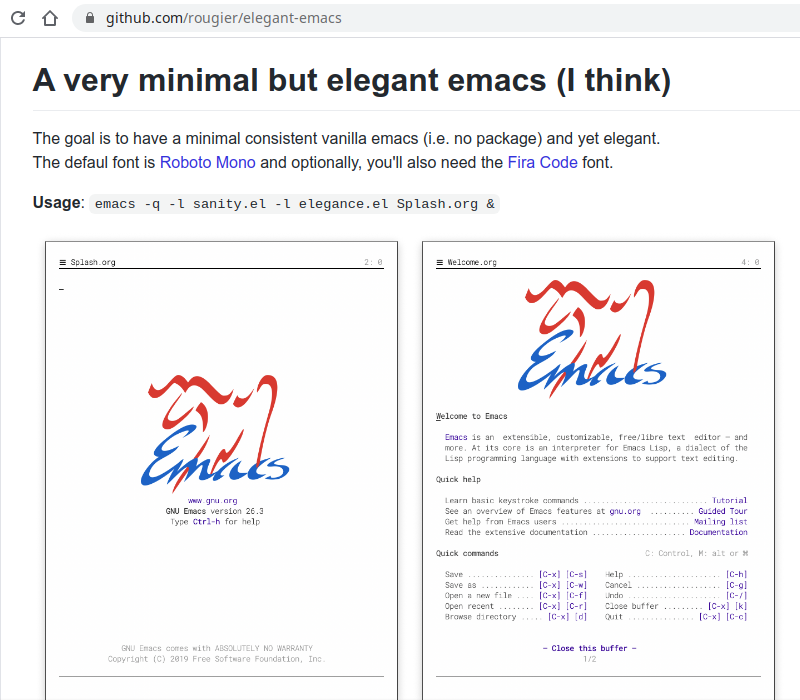 github.com/rougier/elegant-emacs
A very minimal but elegant emacs (I think)
The goal is to have a minimal consistent vanilla emacs (i.e. no package) and yet elegant.
The defaul font is Roboto Mono and optionally, you'll also need the Fira Code font.
Usage: emacs -q -l sanity.el -l elegance.el Splash.org &
☰ Splash.org 2: 0
Emacs
www.gnu.org
GNU Emacs version 26.3
Type Ctrl-h for help
GNU Emacs comes with ABSOLUTELY NO WARRANTY
Copyright (C) 2019 Free Software Foundation, Inc.
☰ Welcome.org 4: 0
Emacs
Welcome to Emacs
Emacs is an extensible, customizable, free/libre text editor — and
more. At its core is an interpreter for Emacs Lisp, a dialect of the
Lisp programming language with extensions to support text editing.
Quick help
Learn basic keystroke commands ............................ Tutorial
See an overview of Emacs features at gnu.org .......... Guided Tour
Get help from Emacs users .............................. Mailing list
Read the extensive documentation ..................... Documentation
Quick commands C: Control, M: alt or ⌘
Save ............... [C-x] [C-s] Help ..................... [C-h]
Save as ............ [C-x] [C-w] Cancel ................... [C-g]
Open a new file .... [C-x] [C-f] Undo ..................... [C-/]
Open recent ........ [C-x] [C-r] Close buffer ......... [C-x] [k]
Browse directory ..... [C-x] [d] Quit ............... [C-x] [C-c]
— Close this buffer —
1/2